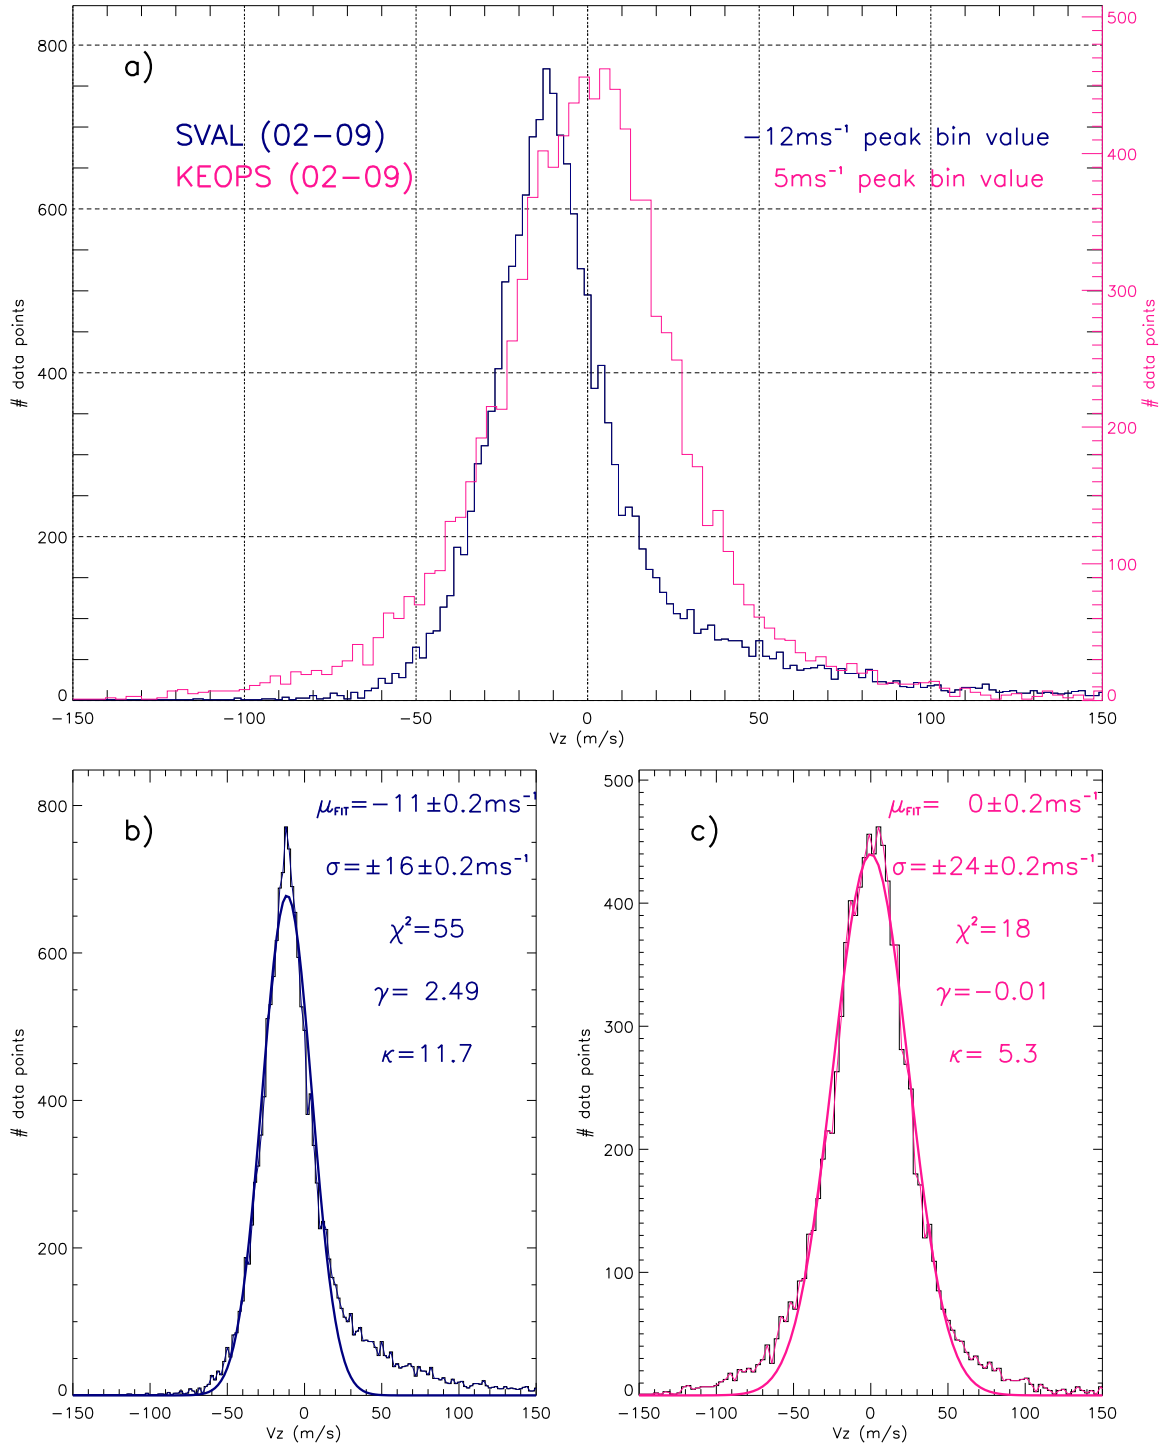 a)
SVAL (02-09)
KEOPS (02-09)
-12ms⁻¹ peak bin value
5ms⁻¹ peak bin value
# data points
800
600
400
200
0
# data points
500
400
300
200
100
0
-150 -100 -50 0 50 100 150
Vz (m/s)
b)
μFIT=-11±0.2ms⁻¹
σ=±16±0.2ms⁻¹
χ²=55
γ= 2.49
κ=11.7
# data points
800
600
400
200
0
-150 -100 -50 0 50 100 150
Vz (m/s)
c)
μFIT= 0±0.2ms⁻¹
σ=±24±0.2ms⁻¹
χ²=18
γ=-0.01
κ= 5.3
# data points
500
400
300
200
100
0
-150 -100 -50 0 50 100 150
Vz (m/s)